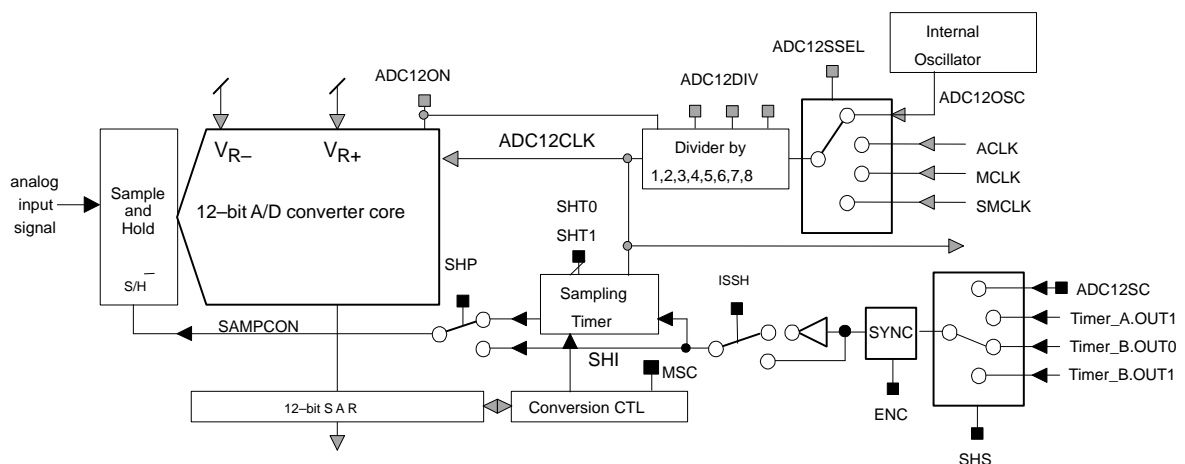 Internal
Oscillator
ADC12SSEL
ADC12ON
ADC12DIV
ADC12OSC
VR–
VR+
ADC12CLK
Divider by
1,2,3,4,5,6,7,8
ACLK
MCLK
SMCLK
analog
input
signal
Sample
and
Hold
12–bit A/D converter core
SHT0
SHT1
S/H
SHP
Sampling
Timer
ISSH
ADC12SC
Timer_A.OUT1
Timer_B.OUT0
Timer_B.OUT1
SAMPCON
SHI
SYNC
MSC
ENC
12–bit S A R
Conversion CTL
SHS